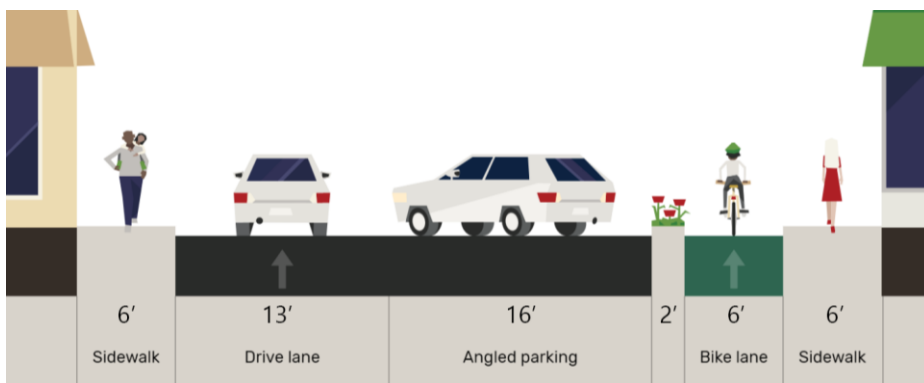 6′ 13′ 16′ 2′ 6′ 6′
Sidewalk Drive lane Angled parking Bike lane Sidewalk